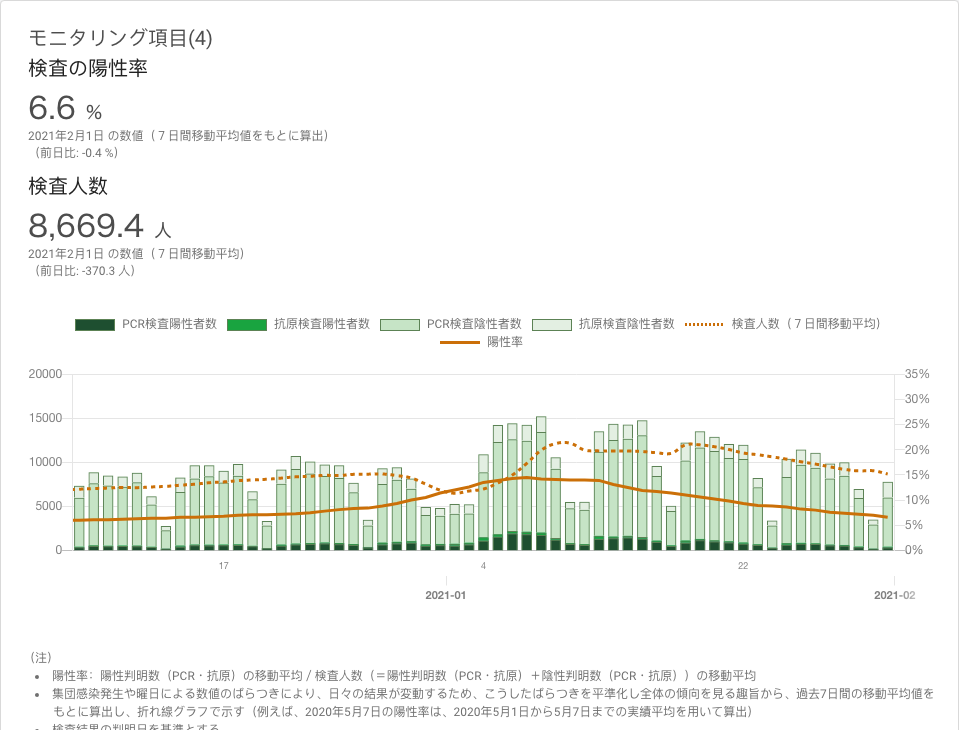 モニタリング項目(4)
検査の陽性率
6.6 %
2021年2月1日 の数値（７日間移動平均値をもとに算出）
（前日比: -0.4 %）
検査人数
8,669.4 人
2021年2月1日 の数値（７日間移動平均）
（前日比: -370.3 人）
PCR検査陽性者数 抗原検査陽性者数 PCR検査陰性者数 抗原検査陰性者数 検査人数（７日間移動平均）
陽性率
20000 35%
30%
15000 25%
20%
10000 15%
10%
5000 5%
0 0%
17 4 22
2021-01 2021-02
（注）
• 陽性率：陽性判明数（PCR・抗原）の移動平均 / 検査人数（＝陽性判明数（PCR・抗原）＋陰性判明数（PCR・抗原））の移動平均
• 集団感染発生や曜日による数値のばらつきにより、日々の結果が変動するため、こうしたばらつきを平準化し全体の傾向を見る趣旨から、過去7日間の移動平均値を
もとに算出し、折れ線グラフで示す（例えば、2020年5月7日の陽性率は、2020年5月1日から5月7日までの実績平均を用いて算出）
• 検査結果の判明日を基準とする